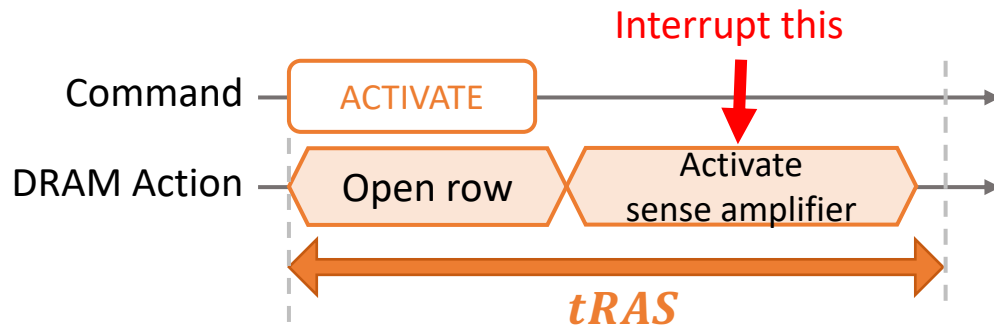 Interrupt this
Command
ACTIVATE
DRAM Action
Open row
Activate
sense amplifier
tRAS